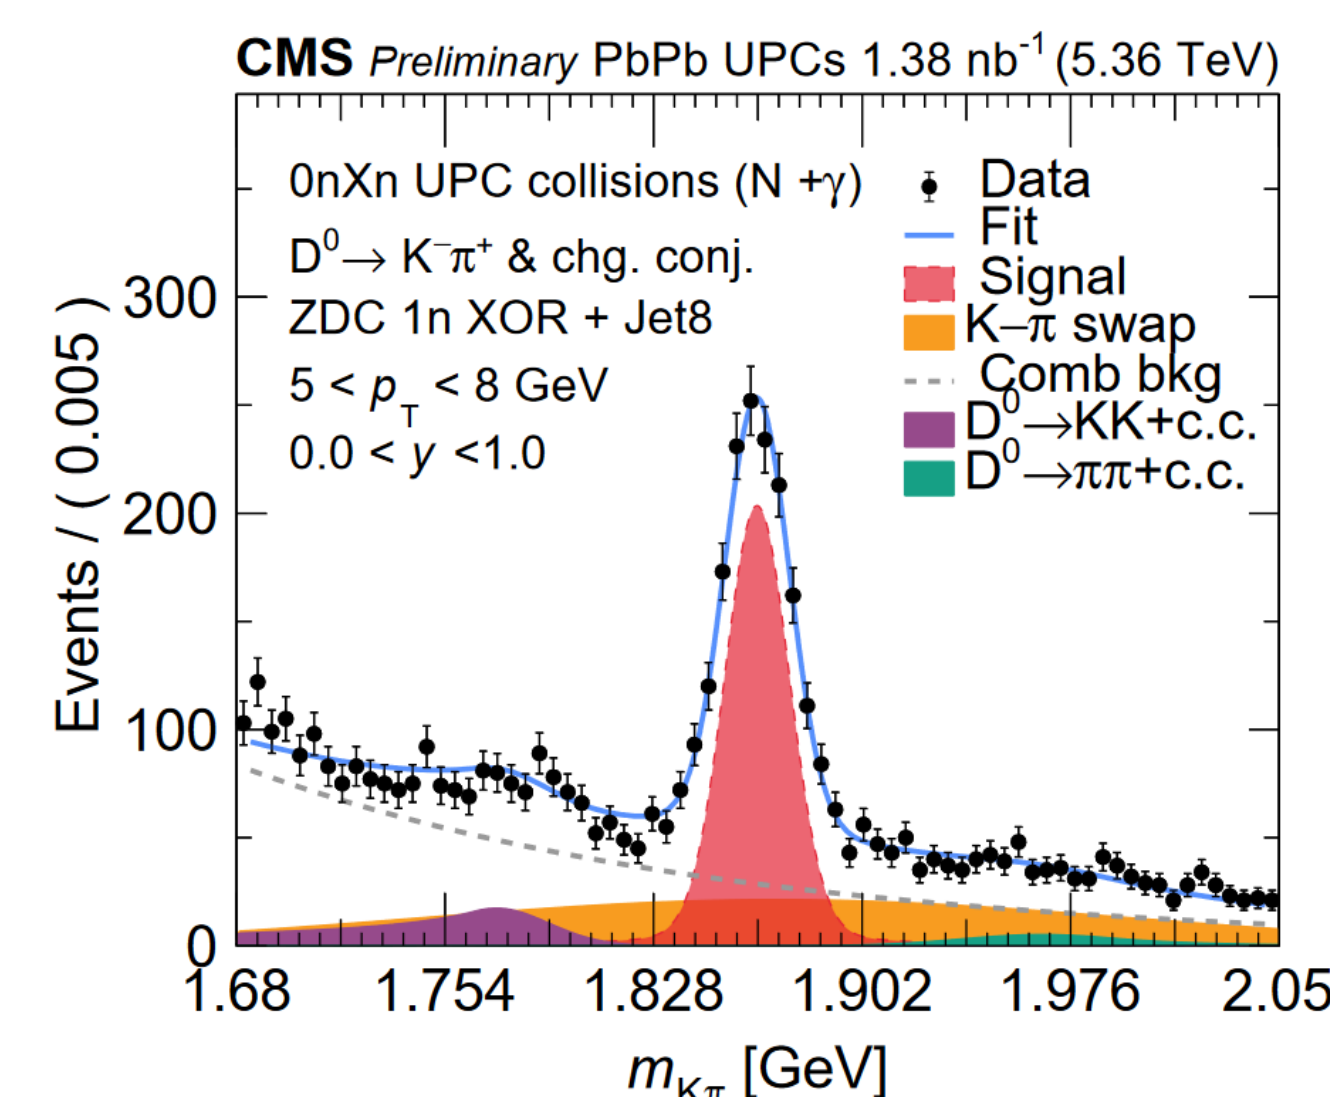 CMS Preliminary PbPb UPCs 1.38 nb⁻¹ (5.36 TeV)
0nXn UPC collisions (N +γ)
D⁰→ K⁻π⁺ & chg. conj.
ZDC 1n XOR + Jet8
5 < p_T < 8 GeV
0.0 < y <1.0
Data
Fit
Signal
K–π swap
Comb bkg
D⁰→KK+c.c.
D⁰→ππ+c.c.
Events / ( 0.005 )
300
200
100
0
1.68 1.754 1.828 1.902 1.976 2.05
m_Kπ [GeV]